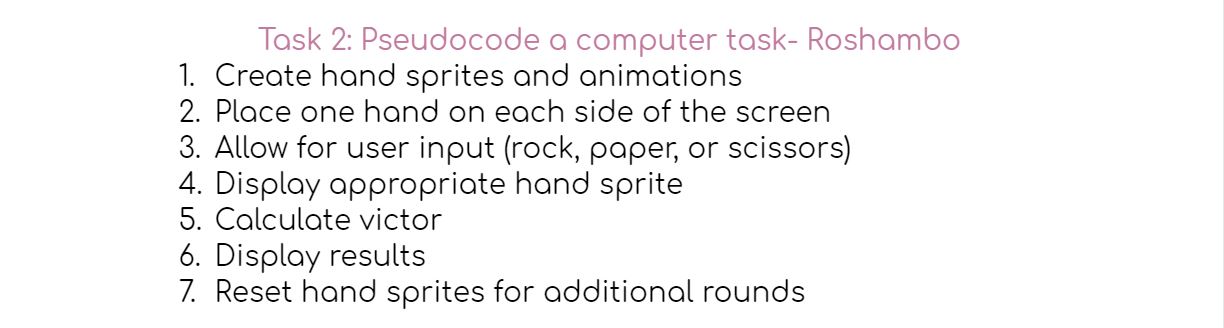 Task 2: Pseudocode a computer task- Roshambo
1. Create hand sprites and animations
2. Place one hand on each side of the screen
3. Allow for user input (rock, paper, or scissors)
4. Display appropriate hand sprite
5. Calculate victor
6. Display results
7. Reset hand sprites for additional rounds